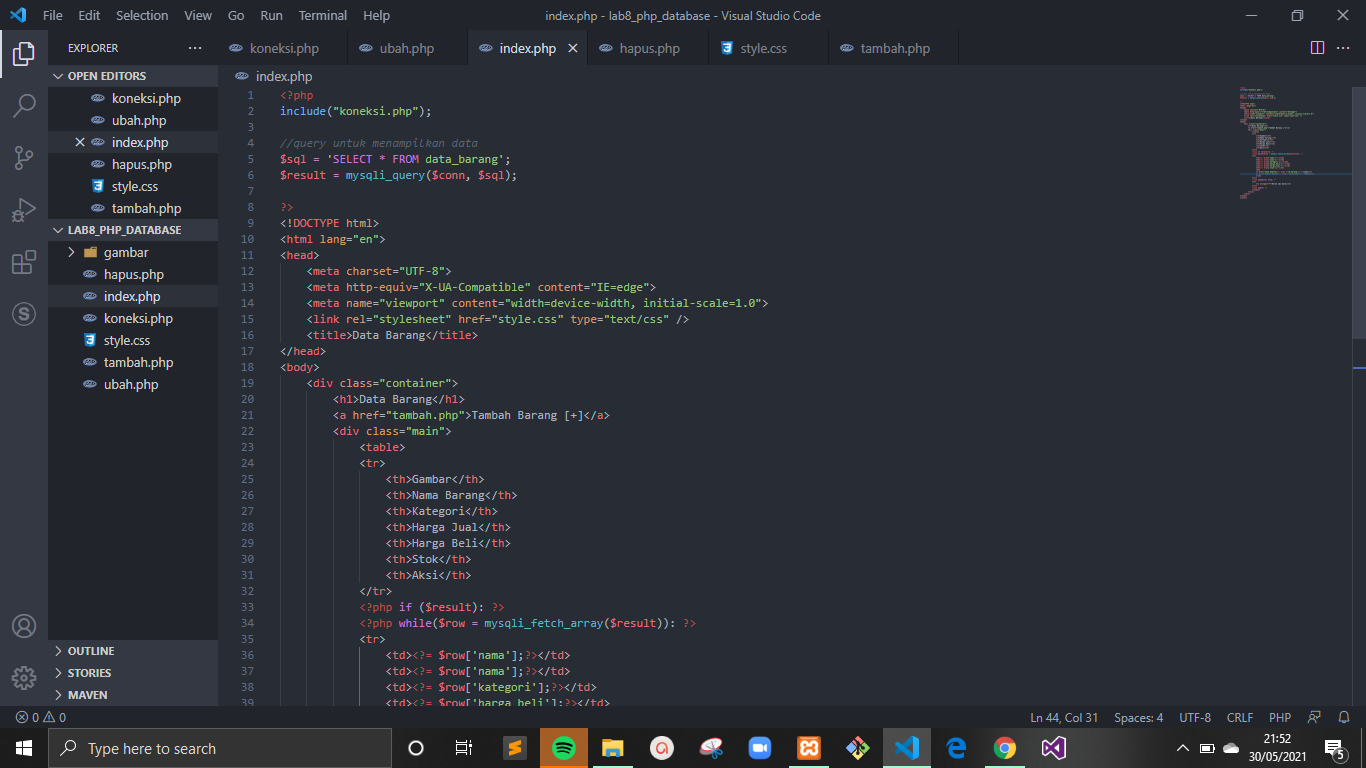 File Edit Selection View Go Run Terminal Help index.php - lab8_php_database - Visual Studio Code
EXPLORER ···
koneksi.php ubah.php index.php hapus.php style.css tambah.php
OPEN EDITORS
koneksi.php
ubah.php
index.php
hapus.php
style.css
tambah.php
LAB8_PHP_DATABASE
gambar
hapus.php
index.php
koneksi.php
style.css
tambah.php
ubah.php
OUTLINE
STORIES
MAVEN
index.php
1 <?php
2 include("koneksi.php");
3
4 //query untuk menampilkan data
5 $sql = 'SELECT * FROM data_barang';
6 $result = mysqli_query($conn, $sql);
7
8 ?>
9 <!DOCTYPE html>
10 <html lang="en">
11 <head>
12 <meta charset="UTF-8">
13 <meta http-equiv="X-UA-Compatible" content="IE=edge">
14 <meta name="viewport" content="width=device-width, initial-scale=1.0">
15 <link rel="stylesheet" href="style.css" type="text/css" />
16 <title>Data Barang</title>
17 </head>
18 <body>
19 <div class="container">
20 <h1>Data Barang</h1>
21 <a href="tambah.php">Tambah Barang [+]</a>
22 <div class="main">
23 <table>
24 <tr>
25 <th>Gambar</th>
26 <th>Nama Barang</th>
27 <th>Kategori</th>
28 <th>Harga Jual</th>
29 <th>Harga Beli</th>
30 <th>Stok</th>
31 <th>Aksi</th>
32 </tr>
33 <?php if ($result): ?>
34 <?php while($row = mysqli_fetch_array($result)): ?>
35 <tr>
36 <td><?= $row['nama'];?></td>
37 <td><?= $row['nama'];?></td>
38 <td><?= $row['kategori'];?></td>
39 <td><?= $row['harga_beli'];?></td>
0 0 Ln 44, Col 31 Spaces: 4 UTF-8 CRLF PHP
Type here to search
21:52
30/05/2021
5